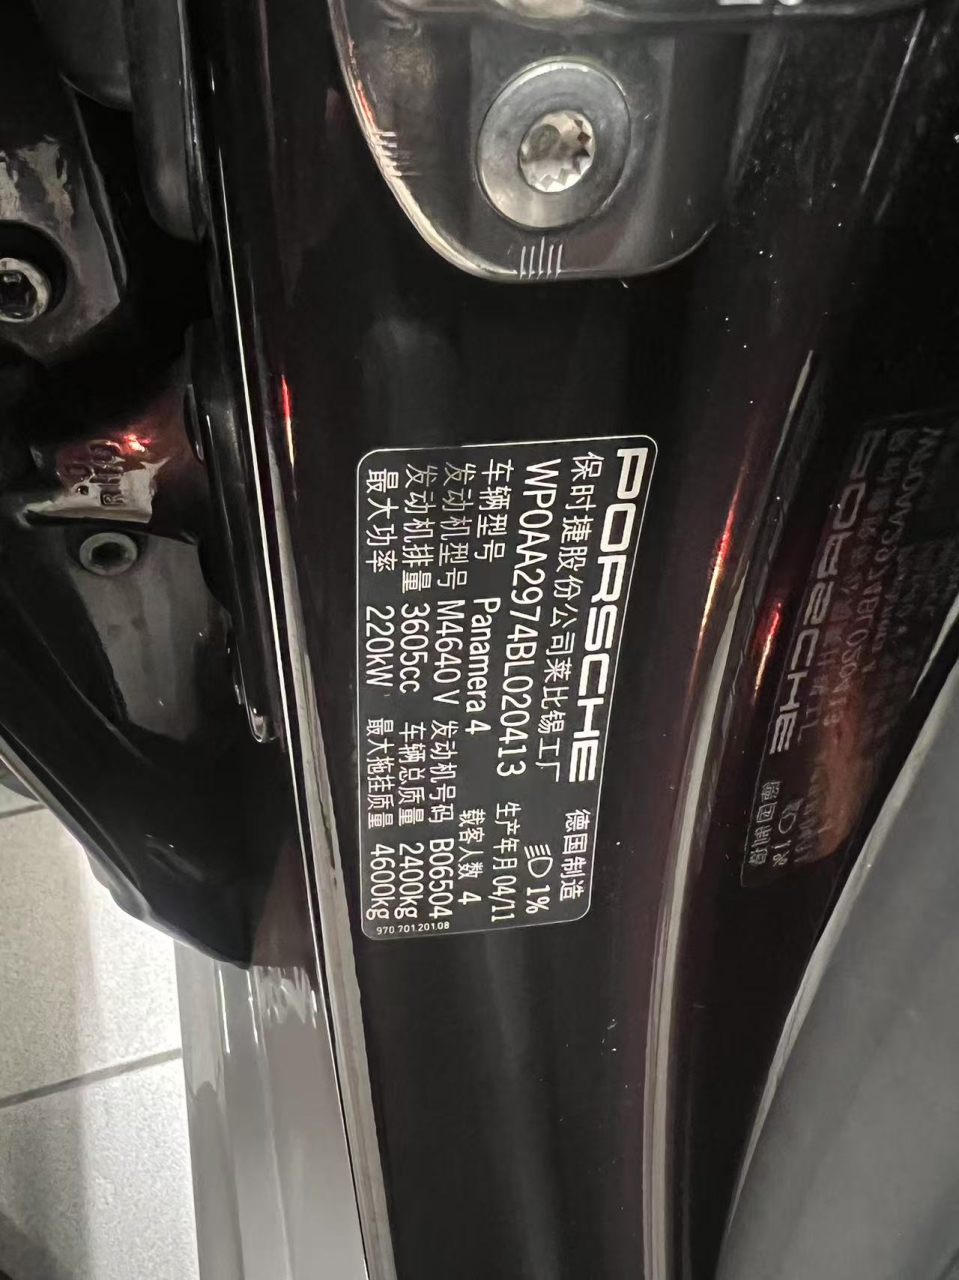 PORSCHE
保时捷股份公司莱比锡工厂 德国制造
WP0AA2974BL020413 1%
车辆型号 Panamera 4 生产年月 04/11
发动机型号 M4640 V 载客人数 4
发动机排量 3605cc 发动机号码 B06504
最大功率 220kW 车辆总质量 2400kg
最大拖挂质量 4600kg
970.701.201.08